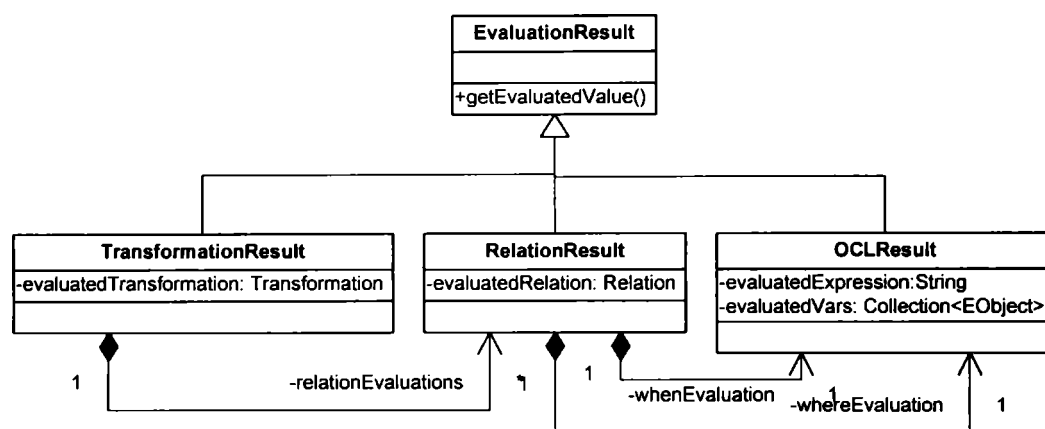 EvaluationResult
+getEvaluatedValue()
TransformationResult
-evaluatedTransformation: Transformation
RelationResult
-evaluatedRelation: Relation
OCLResult
-evaluatedExpression:String
-evaluatedVars: Collection<EObject>
1
-relationEvaluations
1
-whenEvaluation
1
-whereEvaluation
1